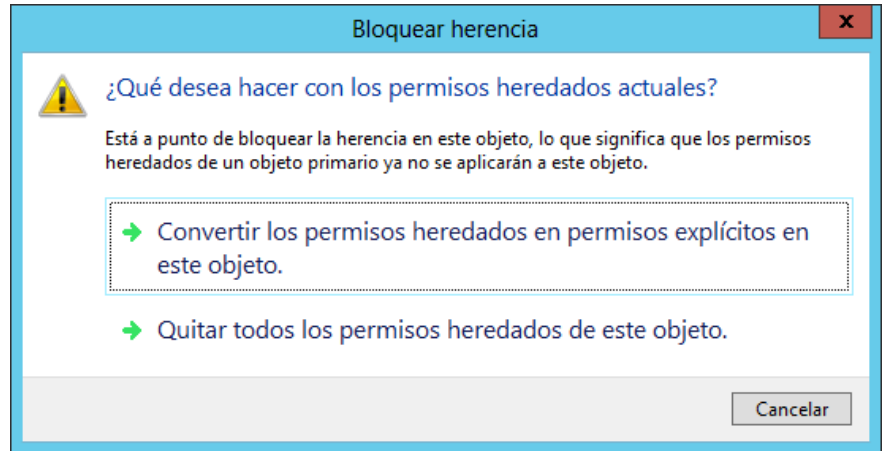 Bloquear herencia
x
¿Qué desea hacer con los permisos heredados actuales?
Está a punto de bloquear la herencia en este objeto, lo que significa que los permisos
heredados de un objeto primario ya no se aplicarán a este objeto.
Convertir los permisos heredados en permisos explícitos en
este objeto.
Quitar todos los permisos heredados de este objeto.
Cancelar